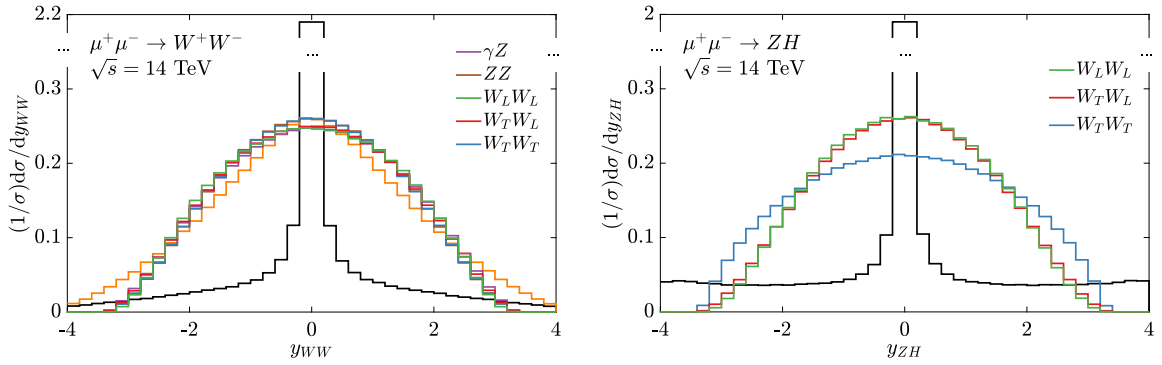 2.2
...
...
...
μ⁺μ⁻ → W⁺W⁻
√s = 14 TeV
γZ
ZZ
W_L W_L
W_T W_L
W_T W_T
0.3
0.2
0.1
0
-4 -2 0 2 4
y_WW
(1/σ)dσ/dy_WW
2
...
...
...
μ⁺μ⁻ → ZH
√s = 14 TeV
W_L W_L
W_T W_L
W_T W_T
0.3
0.2
0.1
0
-4 -2 0 2 4
y_ZH
(1/σ)dσ/dy_ZH